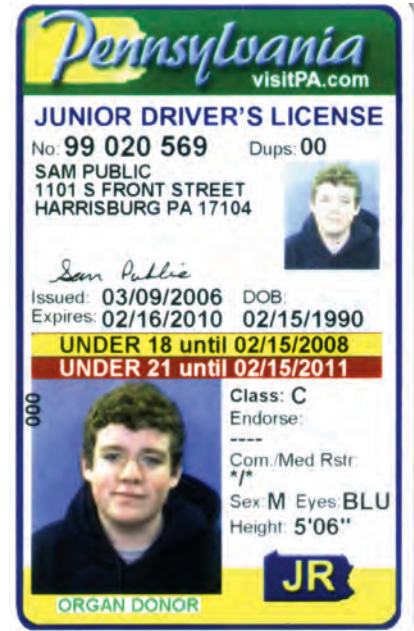 Pennsylvania
visitPA.com
JUNIOR DRIVER'S LICENSE
No: 99 020 569 Dups: 00
SAM PUBLIC
1101 S FRONT STREET
HARRISBURG PA 17104
Sam Public
Issued: 03/09/2006 DOB:
Expires: 02/16/2010 02/15/1990
UNDER 18 until 02/15/2008
UNDER 21 until 02/15/2011
000
Class: C
Endorse:
----
Com./Med Rstr:
*/*
Sex: M Eyes: BLU
Height: 5'06"
JR
ORGAN DONOR